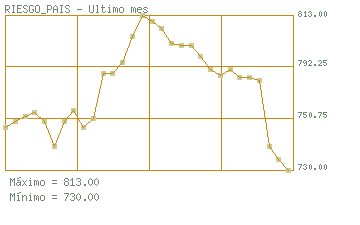 RIESGO_PAIS - Ultimo mes
813.00
792.25
750.75
730.00
Máximo = 813.00
Mínimo = 730.00